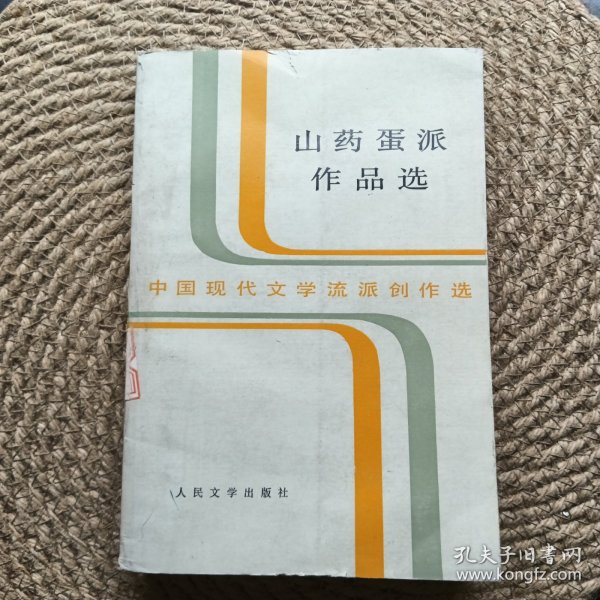 山药蛋派
作品选
中国现代文学流派创作选
人民文学出版社
孔夫子旧书网
www.kongfz.com